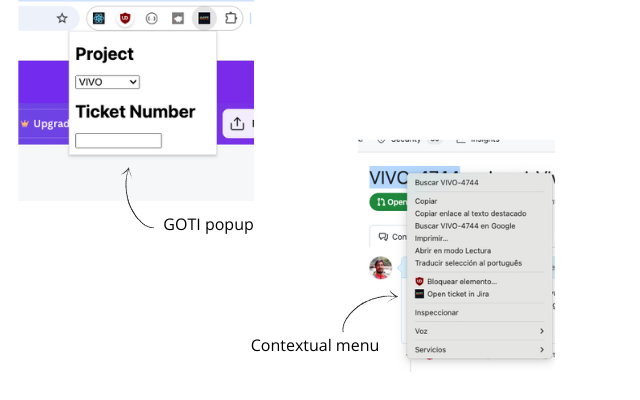 Project
VIVO
Ticket Number
Upgrad
GOTI popup
Security
Insights
VIVO-4744
Open
Con
Buscar VIVO-4744
Copiar
Copiar enlace al texto destacado
Buscar VIVO-4744 en Google
Imprimir...
Abrir en modo Lectura
Traducir selección al português
Bloquear elemento...
Open ticket in Jira
Inspeccionar
Voz
Servicios
Contextual menu